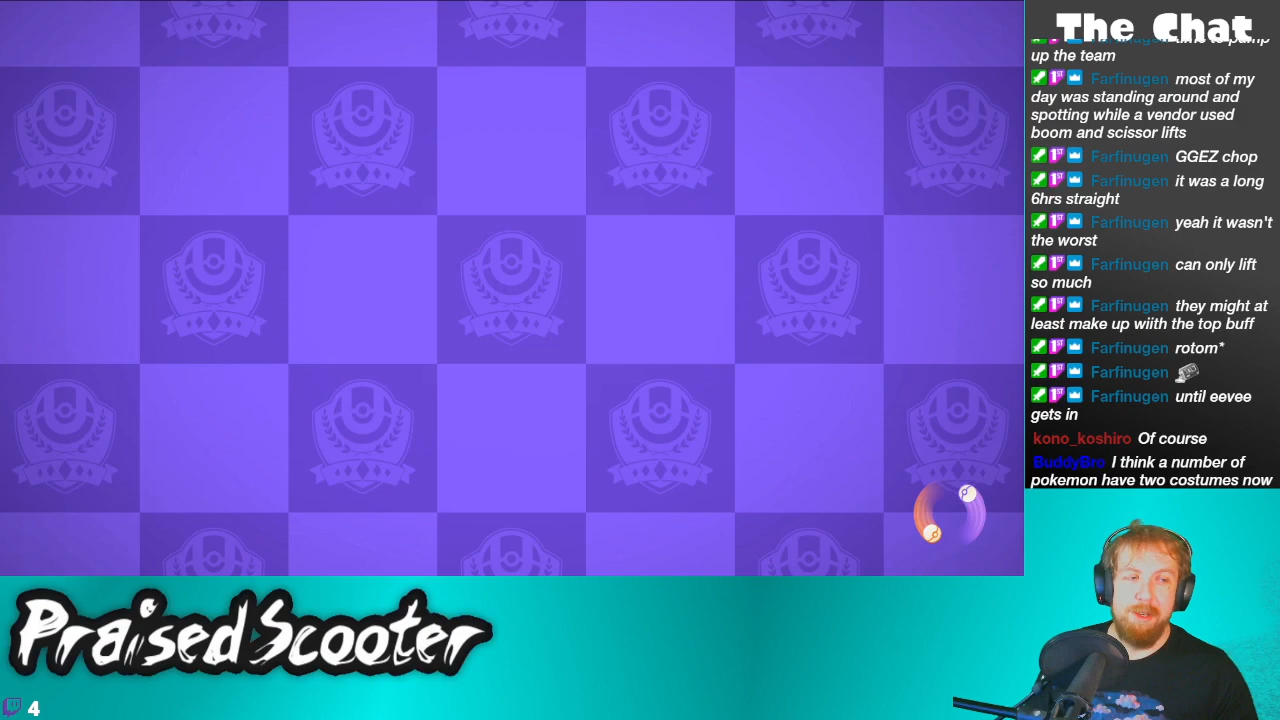 The Chat
Farfinugen time to pump
up the team
Farfinugen most of my
day was standing around and
spotting while a vendor used
boom and scissor lifts
Farfinugen GGEZ chop
Farfinugen it was a long
6hrs straight
Farfinugen yeah it wasn't
the worst
Farfinugen can only lift
so much
Farfinugen they might at
least make up wiith the top buff
Farfinugen rotom*
Farfinugen
Farfinugen until eevee
gets in
kono_koshiro Of course
BuddyBro I think a number of
pokemon have two costumes now
PraisedScooter
4